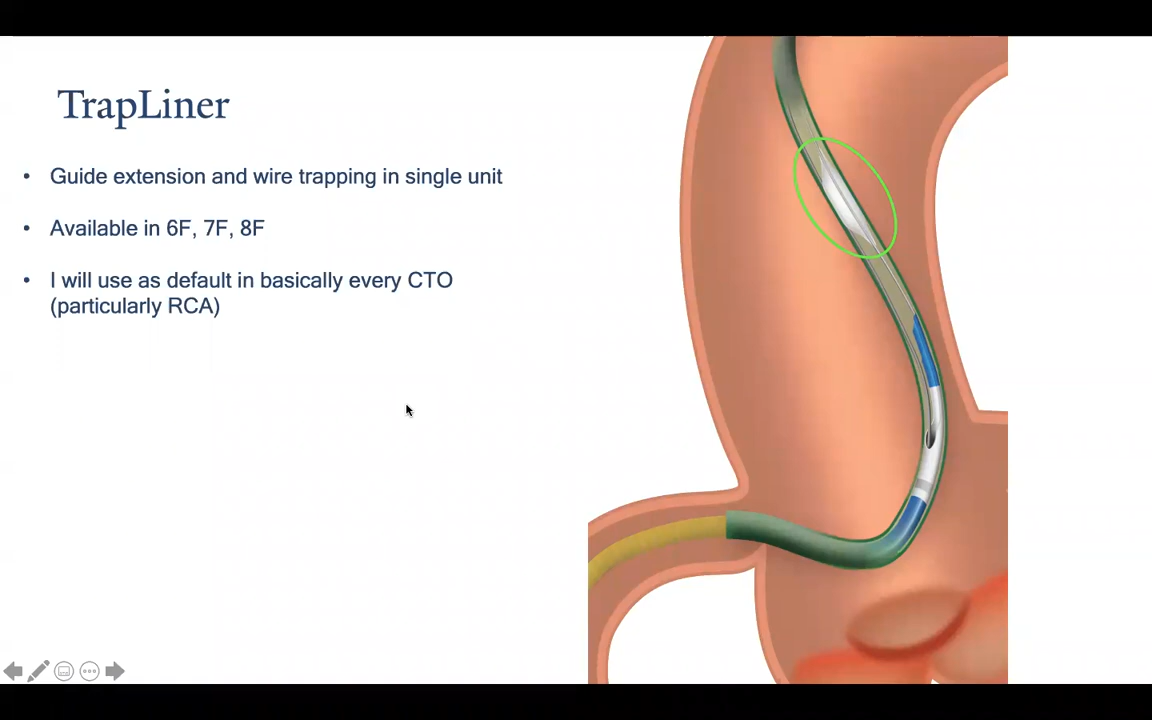 TrapLiner
• Guide extension and wire trapping in single unit
• Available in 6F, 7F, 8F
• I will use as default in basically every CTO
(particularly RCA)